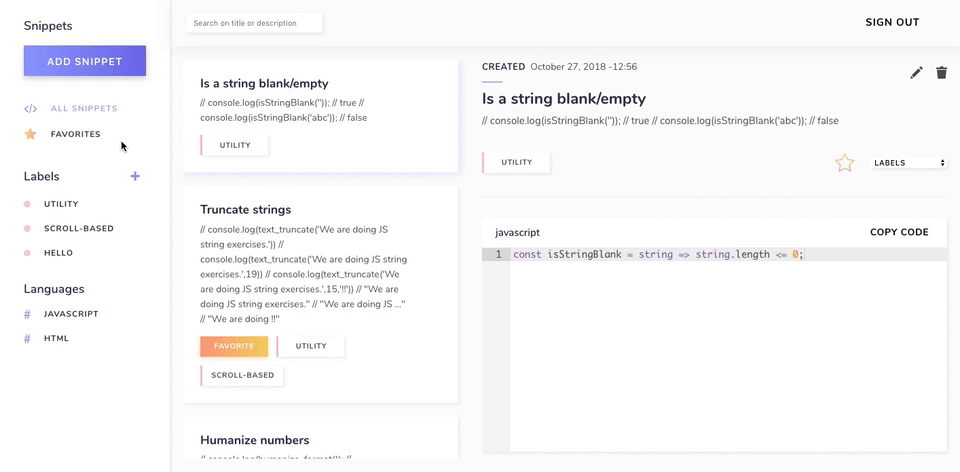 Snippets
ADD SNIPPET
</> ALL SNIPPETS
FAVORITES
Labels +
UTILITY
SCROLL-BASED
HELLO
Languages
# JAVASCRIPT
# HTML
Search on title or description
SIGN OUT
Is a string blank/empty
// console.log(isStringBlank('')); // true //
console.log(isStringBlank('abc')); // false
UTILITY
Truncate strings
// console.log(text_truncate('We are doing JS
string exercises.')) //
console.log(text_truncate('We are doing JS string
exercises.',19)) // console.log(text_truncate('We
are doing JS string exercises.',15,'!!')) // "We are
doing JS string exercises." // "We are doing JS ..."
// "We are doing !!"
FAVORITE UTILITY
SCROLL-BASED
Humanize numbers
// console.log(humanize_format()); //
CREATED October 27, 2018 -12:56
Is a string blank/empty
// console.log(isStringBlank('')); // true // console.log(isStringBlank('abc')); // false
UTILITY
LABELS
javascript COPY CODE
1 const isStringBlank = string => string.length <= 0;